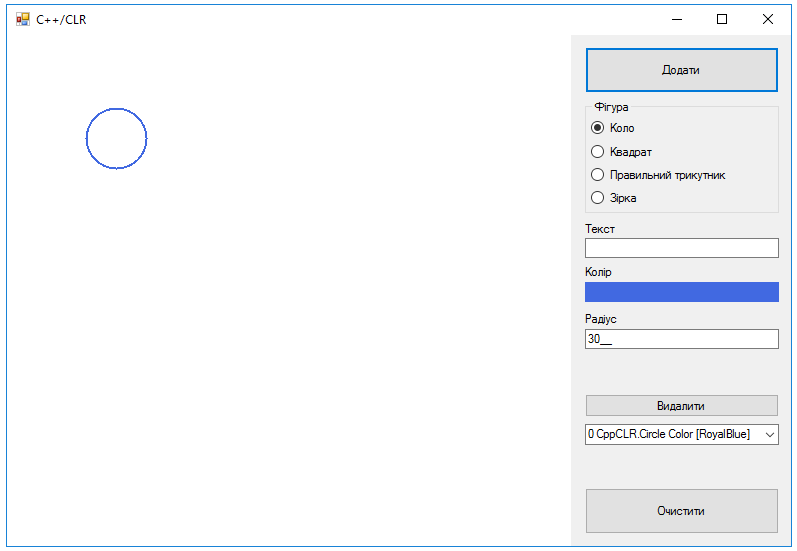 C++/CLR
Додати
Фігура
Коло
Квадрат
Правильний трикутник
Зірка
Текст
Колір
Радіус
30__
Видалити
0 CppCLR.Circle Color [RoyalBlue]
Очистити